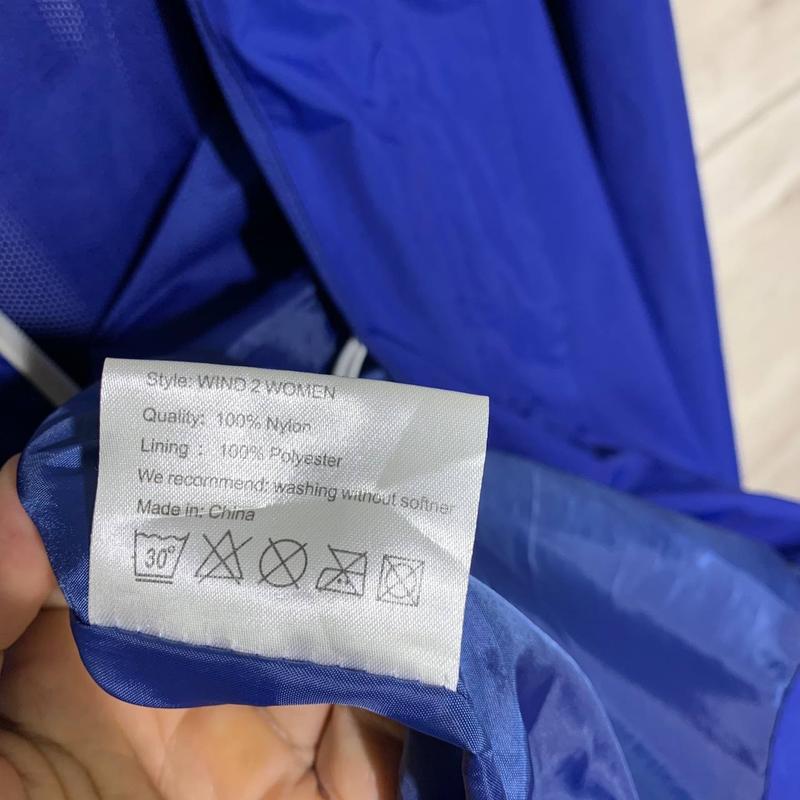 Style: WIND 2 WOMEN
Quality: 100% Nylon
Lining : 100% Polyester
We recommend: washing without softner
Made in: China
30°